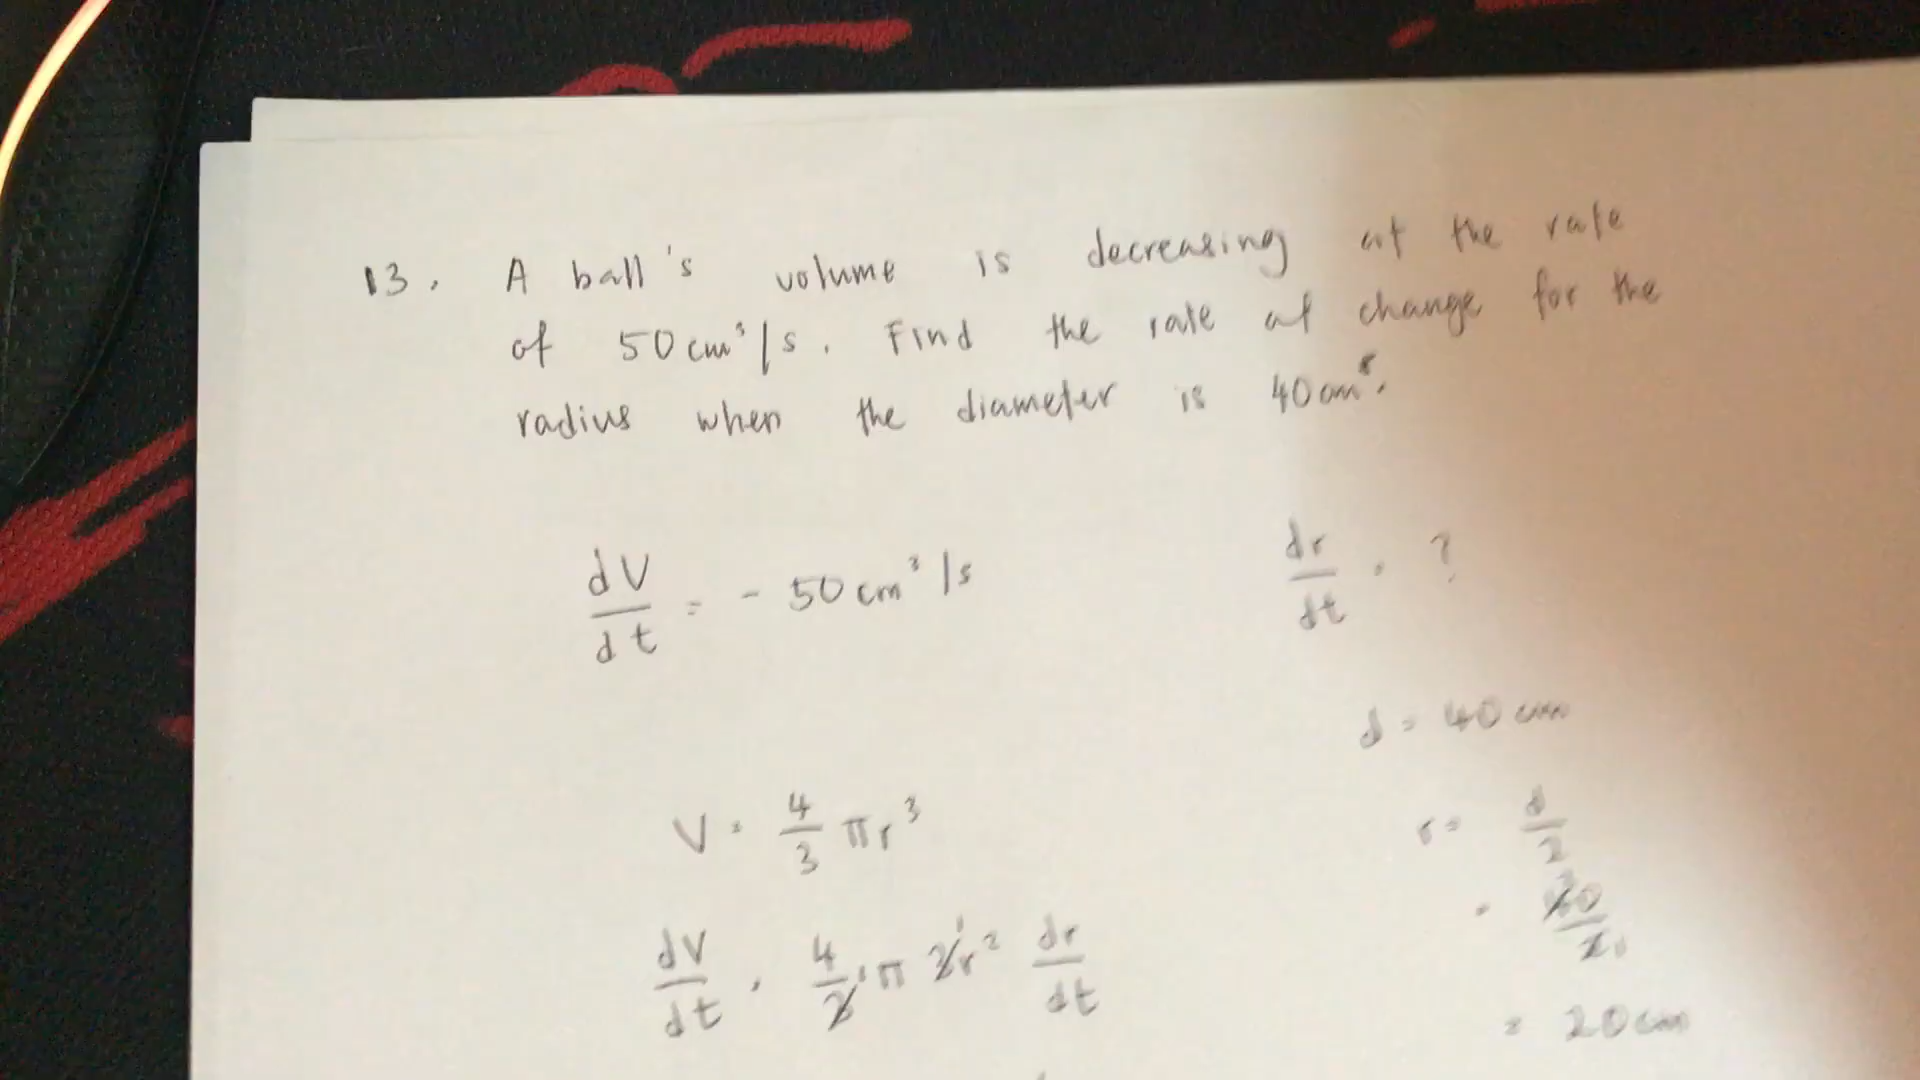 13. A ball's volume is decreasing at the rate
of 50 cm³/s. Find the rate of change for the
radius when the diameter is 40 cm.
dV/dt = - 50 cm³/s
dr/dt = ?
d = 40 cm
V = 4/3 πr³
r = d/2
= 40/2
dV/dt = 4/3 π 3r² dr/dt
= 20 cm